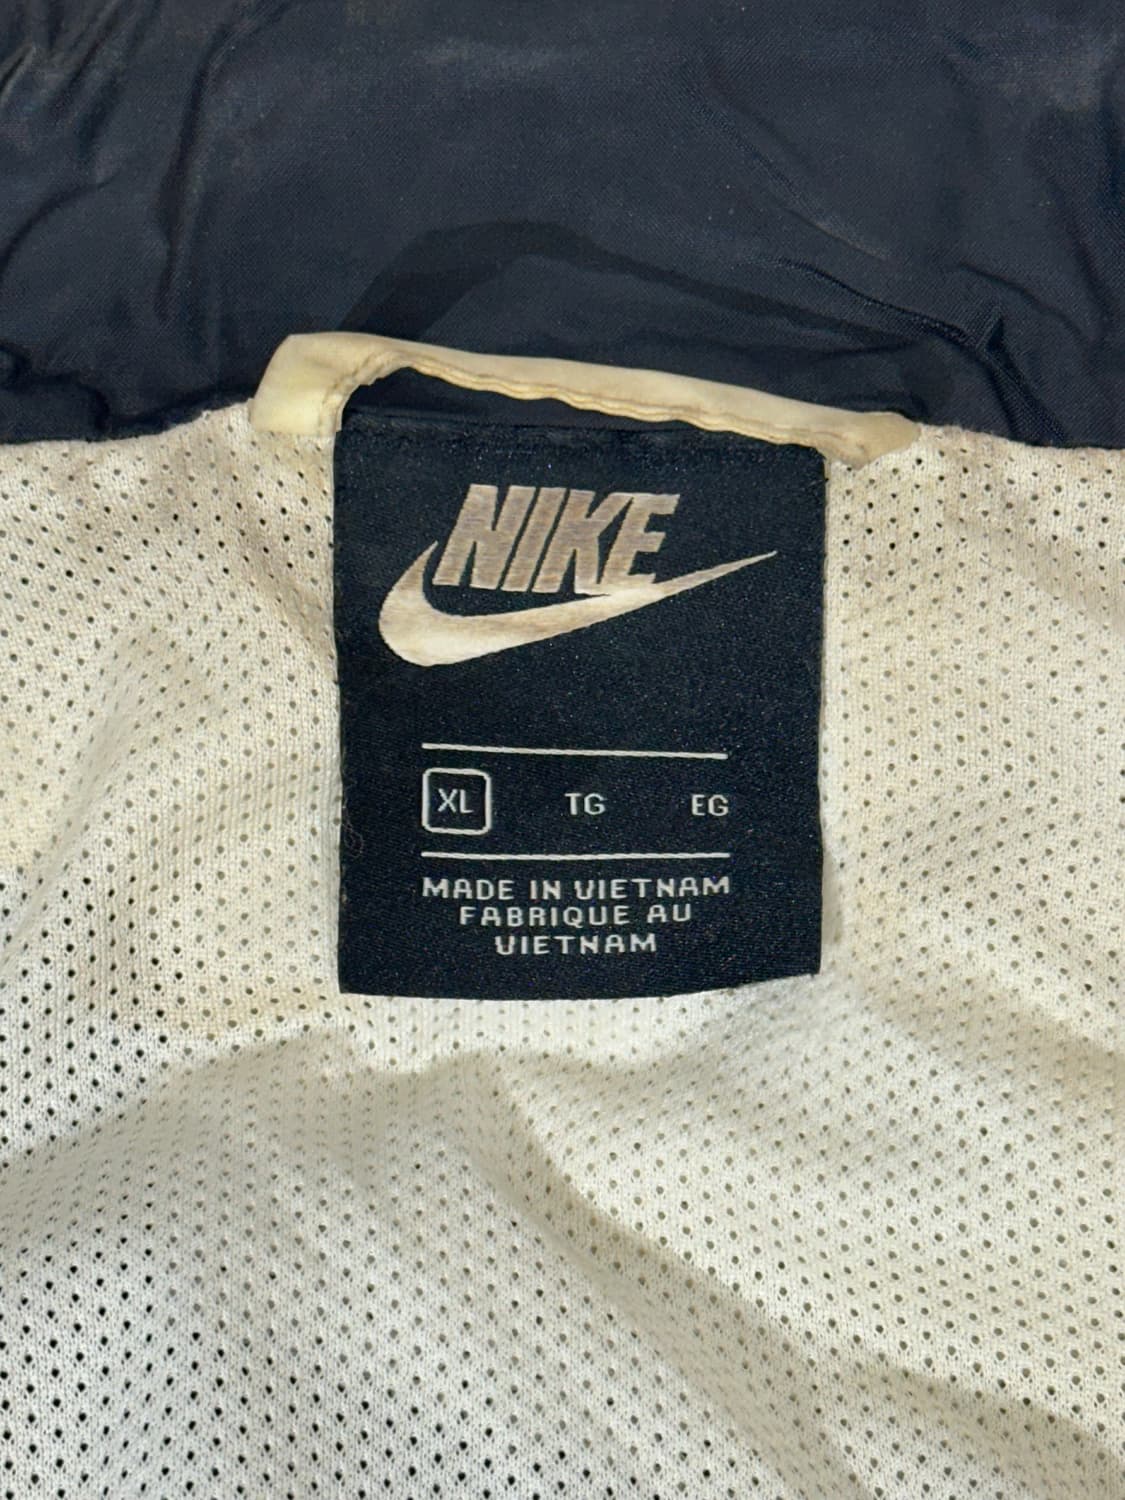 NIKE
XL TG EG
MADE IN VIETNAM
FABRIQUE AU
VIETNAM